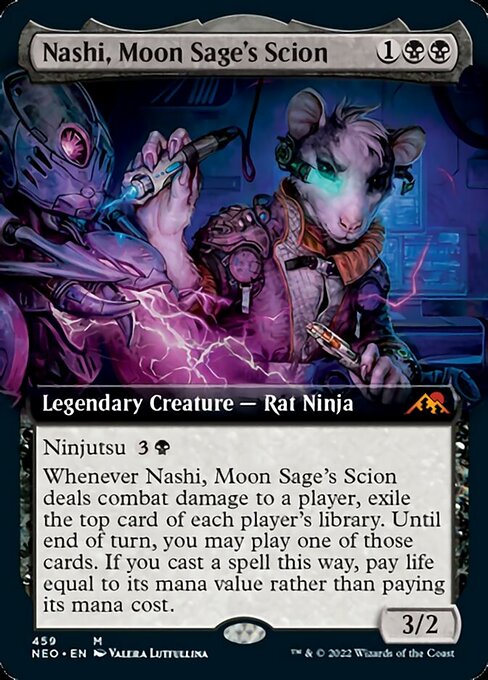 Nashi, Moon Sage's Scion 1
Legendary Creature — Rat Ninja
Ninjutsu 3
Whenever Nashi, Moon Sage's Scion
deals combat damage to a player, exile
the top card of each player's library. Until
end of turn, you may play one of those
cards. If you cast a spell this way, pay life
equal to its mana value rather than paying
its mana cost.
3/2
459 M
NEO • EN VALERA LUTFULLINA
™ & © 2022 Wizards of the Coast